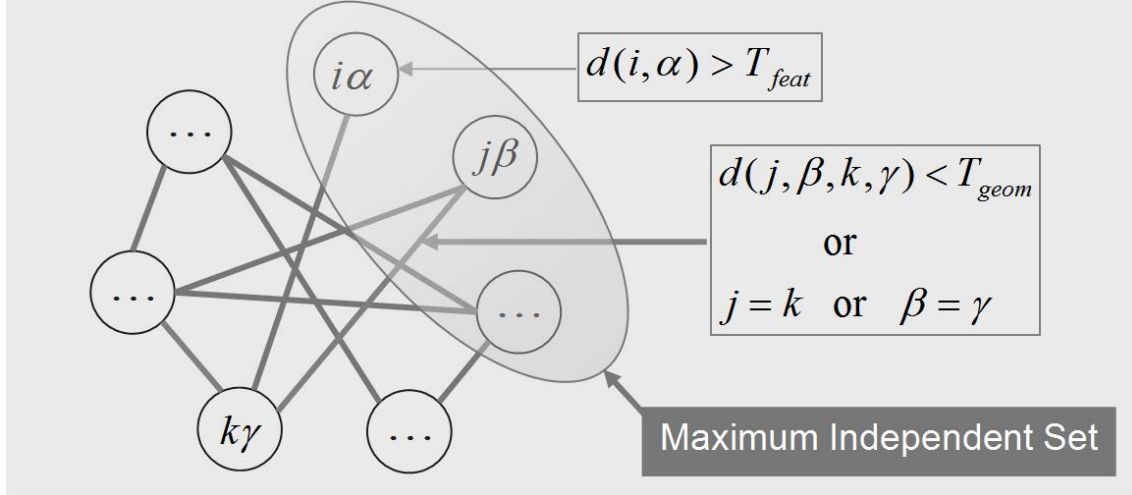 iα
d(i,α) > T_feat
...
jβ
d(j,β,k,γ) < T_geom
or
j = k or β = γ
...
...
kγ
...
Maximum Independent Set